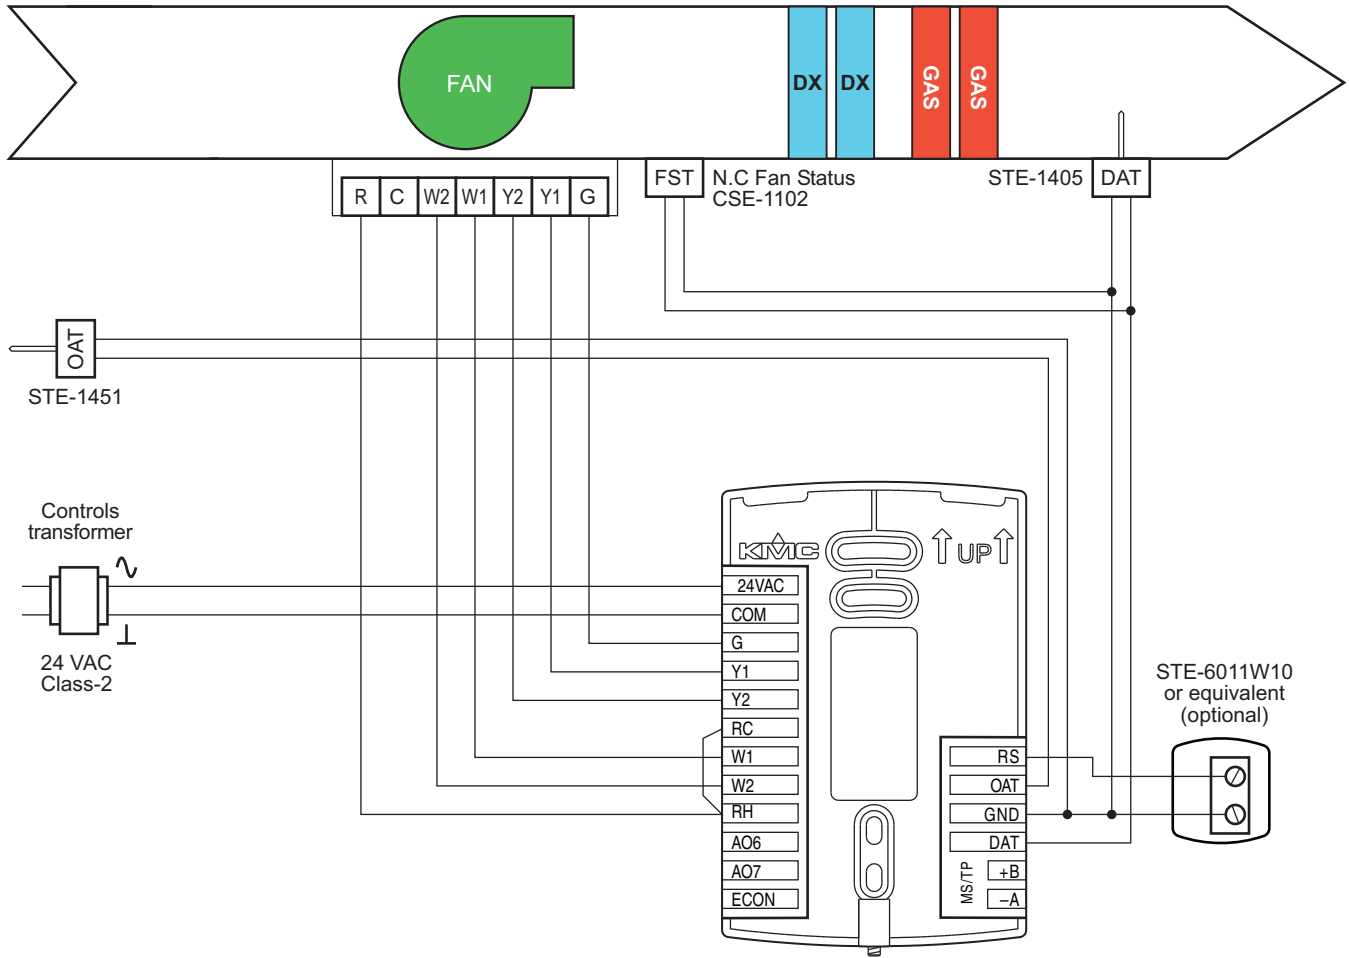 FAN
DX
DX
GAS
GAS
R
C
W2
W1
Y2
Y1
G
FST
N.C Fan Status
CSE-1102
STE-1405
DAT
OAT
STE-1451
Controls
transformer
24 VAC
Class-2
KMC
UP
24VAC
COM
G
Y1
Y2
RC
W1
W2
RH
AO6
AO7
ECON
RS
OAT
GND
DAT
MS/TP
+B
–A
STE-6011W10
or equivalent
(optional)